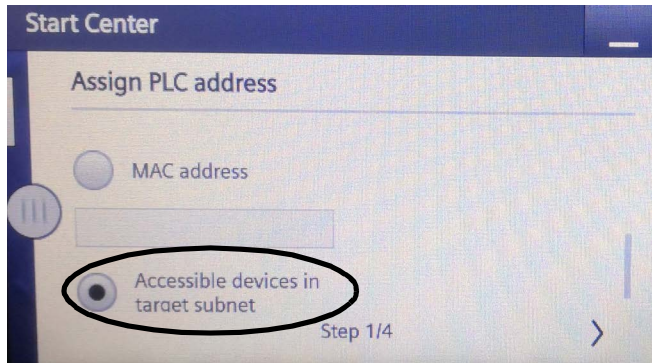 Start Center
Assign PLC address
MAC address
Accessible devices in
target subnet
Step 1/4